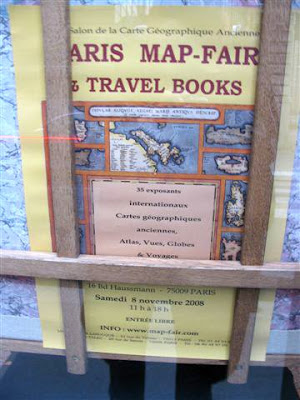 Salon de la Carte Géographique Ancienne
PARIS MAP-FAIR
& TRAVEL BOOKS
35 exposants
internationaux
Cartes géographiques
anciennes,
Atlas, Vues, Globes
& Voyages
16 Bd Haussmann - 75009 PARIS
Samedi 8 novembre 2008
11 h à 18 h
ENTRÉE LIBRE
INFO : www.map-fair.com